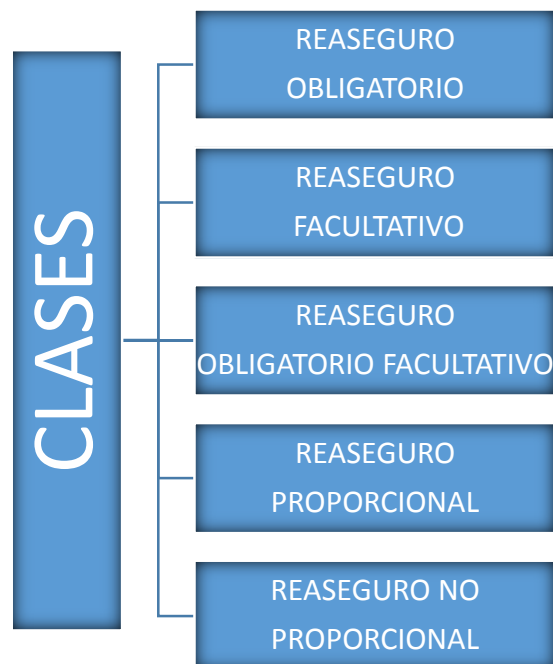 CLASES
REASEGURO
OBLIGATORIO
REASEGURO
FACULTATIVO
REASEGURO
OBLIGATORIO FACULTATIVO
REASEGURO
PROPORCIONAL
REASEGURO NO
PROPORCIONAL